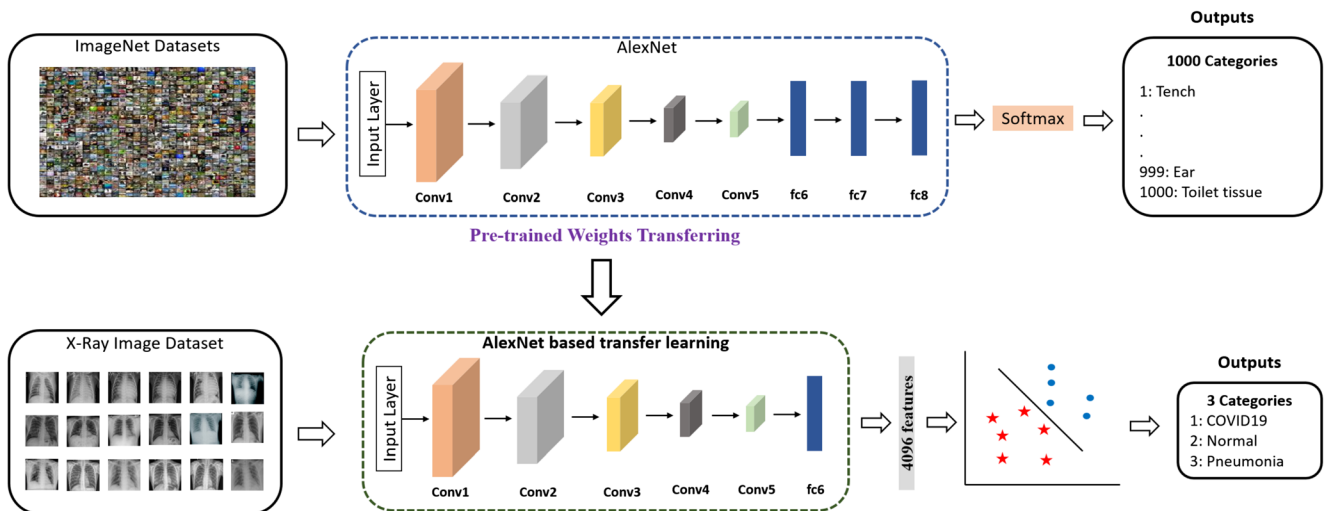 Outputs
ImageNet Datasets
AlexNet
1000 Categories
1: Tench
.
.
.
999: Ear
1000: Toilet tissue
Input Layer
Softmax
Conv1 Conv2 Conv3 Conv4 Conv5 fc6 fc7 fc8
Pre-trained Weights Transferring
X-Ray Image Dataset
AlexNet based transfer learning
Input Layer
Conv1 Conv2 Conv3 Conv4 Conv5 fc6
4096 features
Outputs
3 Categories
1: COVID19
2: Normal
3: Pneumonia